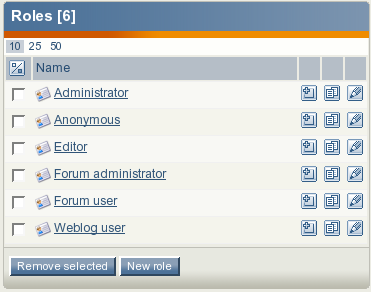 Roles [6]
10 25 50
Name
Administrator
Anonymous
Editor
Forum administrator
Forum user
Weblog user
Remove selected New role